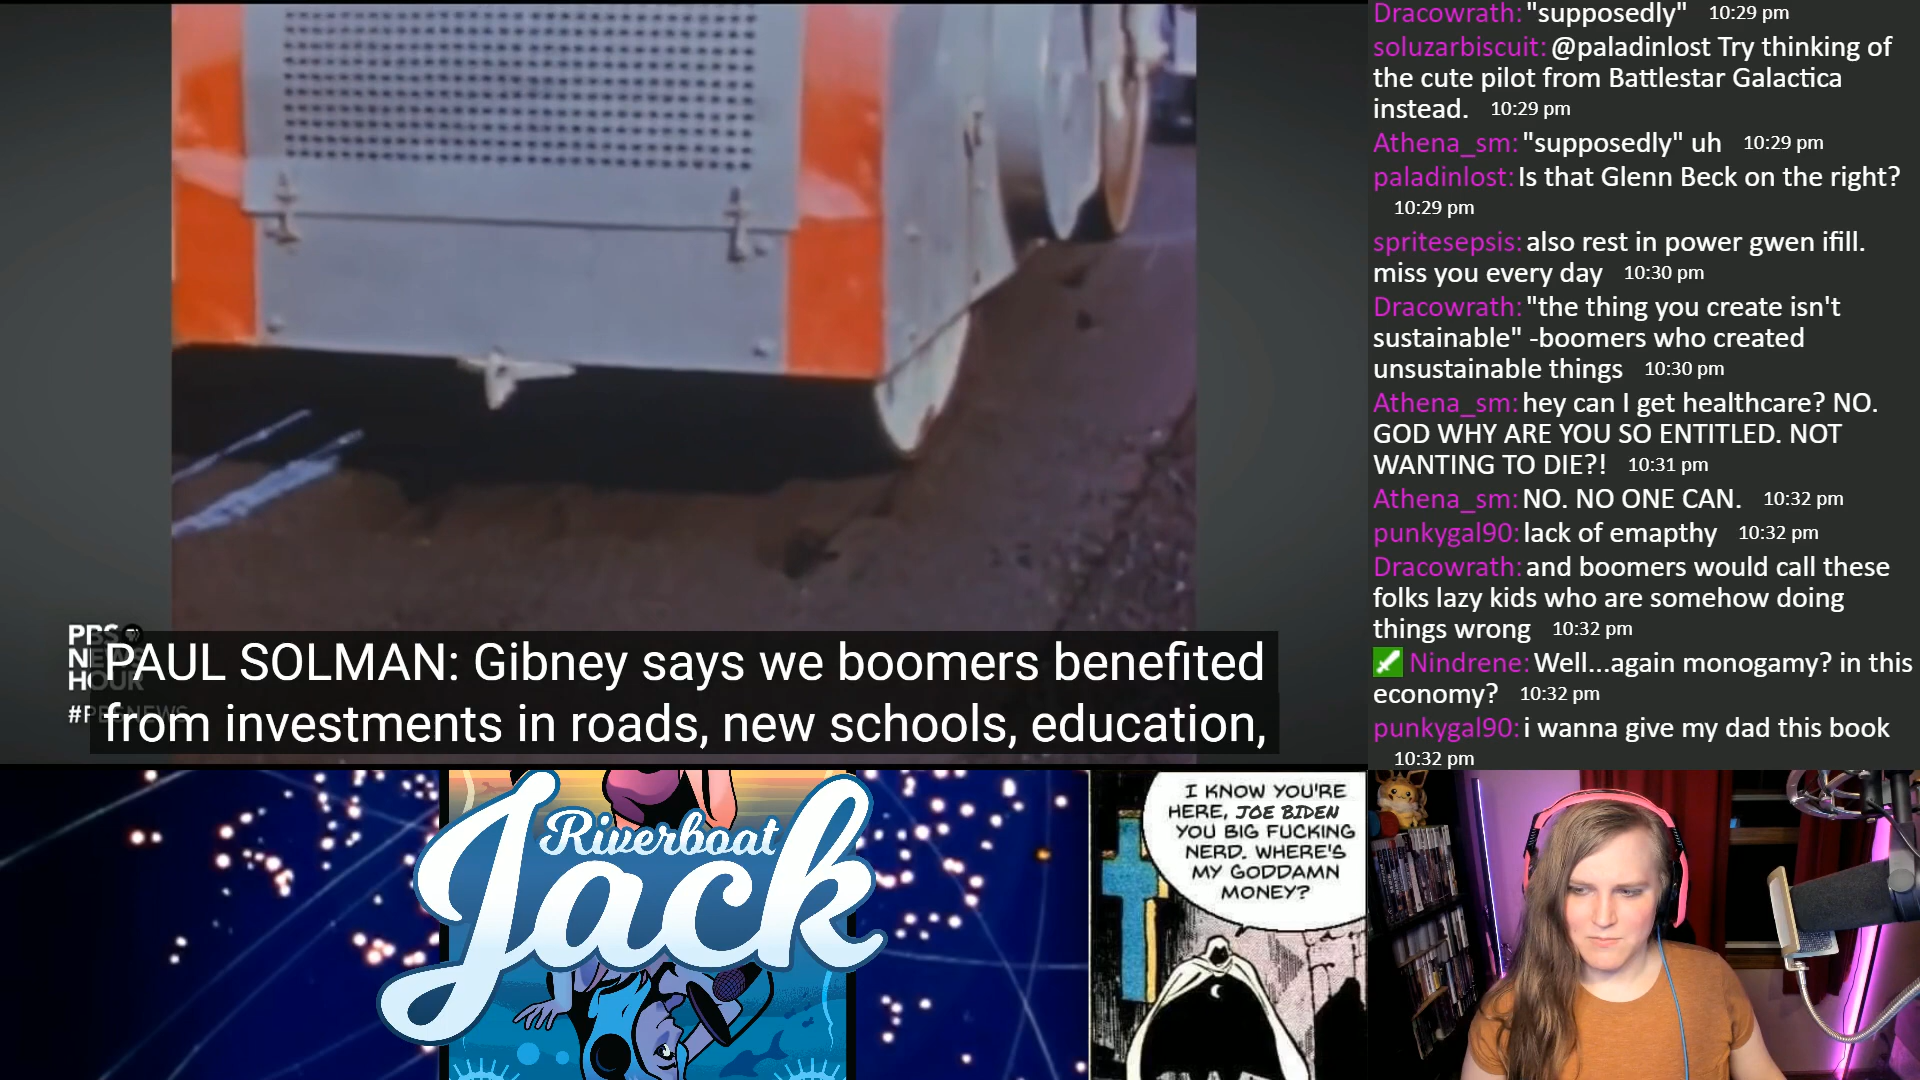 PBS
NEWS
HOUR
#PBSNEWS
PAUL SOLMAN: Gibney says we boomers benefited
from investments in roads, new schools, education,
Dracowrath: "supposedly" 10:29 pm
soluzarbiscuit: @paladinlost Try thinking of
the cute pilot from Battlestar Galactica
instead. 10:29 pm
Athena_sm: "supposedly" uh 10:29 pm
paladinlost: Is that Glenn Beck on the right?
10:29 pm
spritesepsis: also rest in power gwen ifill.
miss you every day 10:30 pm
Dracowrath: "the thing you create isn't
sustainable" -boomers who created
unsustainable things 10:30 pm
Athena_sm: hey can I get healthcare? NO.
GOD WHY ARE YOU SO ENTITLED. NOT
WANTING TO DIE?! 10:31 pm
Athena_sm: NO. NO ONE CAN. 10:32 pm
punkygal90: lack of emapthy 10:32 pm
Dracowrath: and boomers would call these
folks lazy kids who are somehow doing
things wrong 10:32 pm
Nindrene: Well...again monogamy? in this
economy? 10:32 pm
punkygal90: i wanna give my dad this book
10:32 pm
Riverboat
Jack
I KNOW YOU'RE
HERE, JOE BIDEN
YOU BIG FUCKING
NERD. WHERE'S
MY GODDAMN
MONEY?